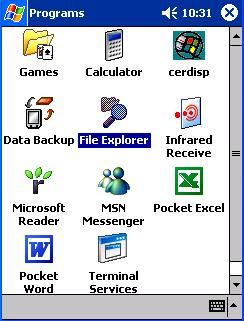 Programs 10:31
Games Calculator cerdisp
Data Backup File Explorer Infrared
Receive
Microsoft MSN Pocket Excel
Reader Messenger
Pocket Terminal
Word Services